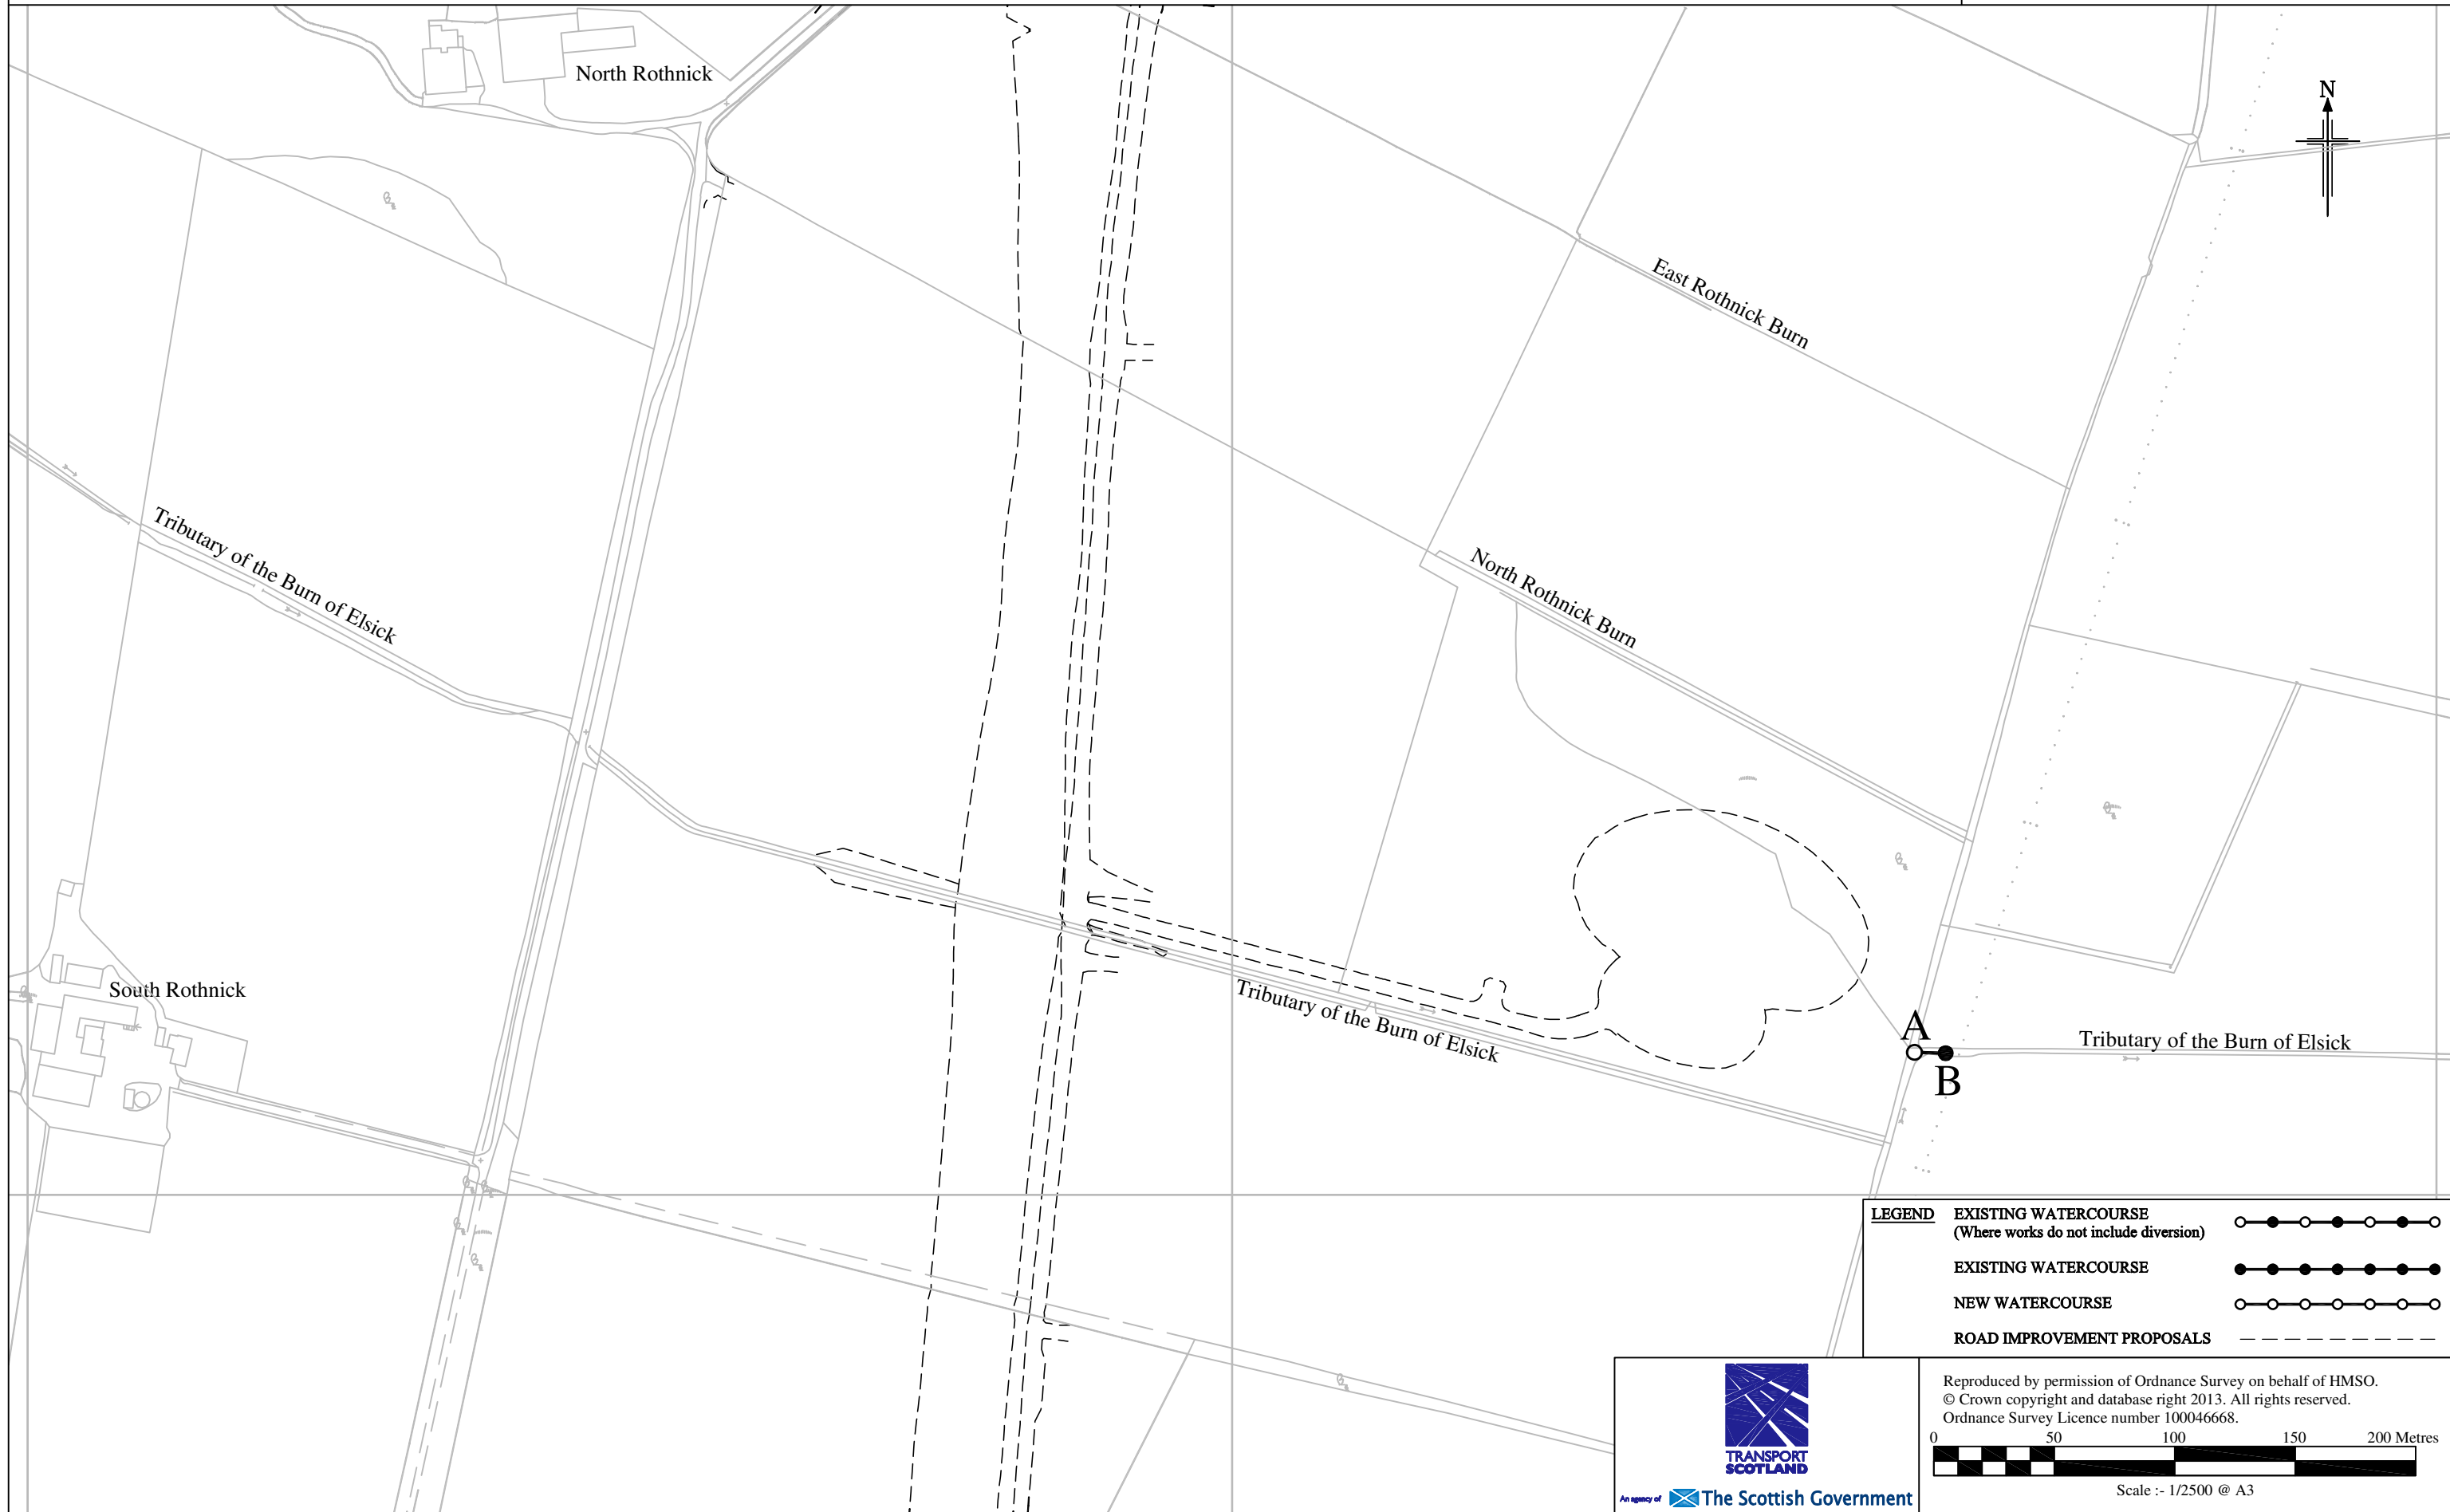 North Rothnick
N
East Rothnick Burn
Tributary of the Burn of Elsick
North Rothnick Burn
South Rothnick
Tributary of the Burn of Elsick
A
Tributary of the Burn of Elsick
B
LEGEND
EXISTING WATERCOURSE
(Where works do not include diversion)
EXISTING WATERCOURSE
NEW WATERCOURSE
ROAD IMPROVEMENT PROPOSALS
TRANSPORT
SCOTLAND
An agency of The Scottish Government
Reproduced by permission of Ordnance Survey on behalf of HMSO.
© Crown copyright and database right 2013. All rights reserved.
Ordnance Survey Licence number 100046668.
0 50 100 150 200 Metres
Scale :- 1/2500 @ A3